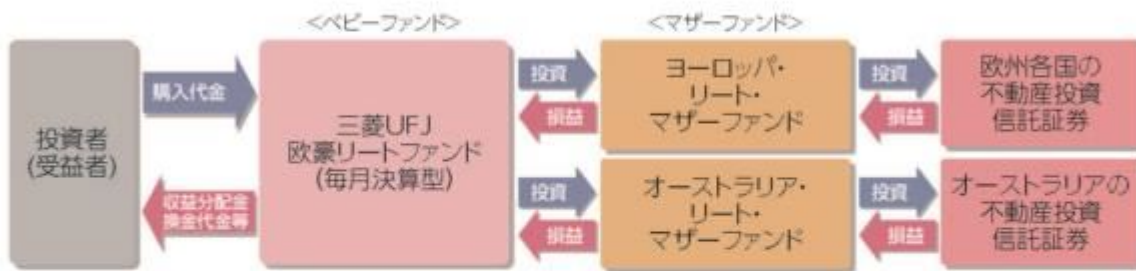 <ベビーファンド>
<マザーファンド>
投資者
(受益者)
購入代金
収益分配金
換金代金等
三菱UFJ
欧豪リートファンド
(毎月決算型)
投資
損益
ヨーロッパ・
リート・
マザーファンド
投資
損益
欧州各国の
不動産投資
信託証券
投資
損益
オーストラリア・
リート・
マザーファンド
投資
損益
オーストラリアの
不動産投資
信託証券